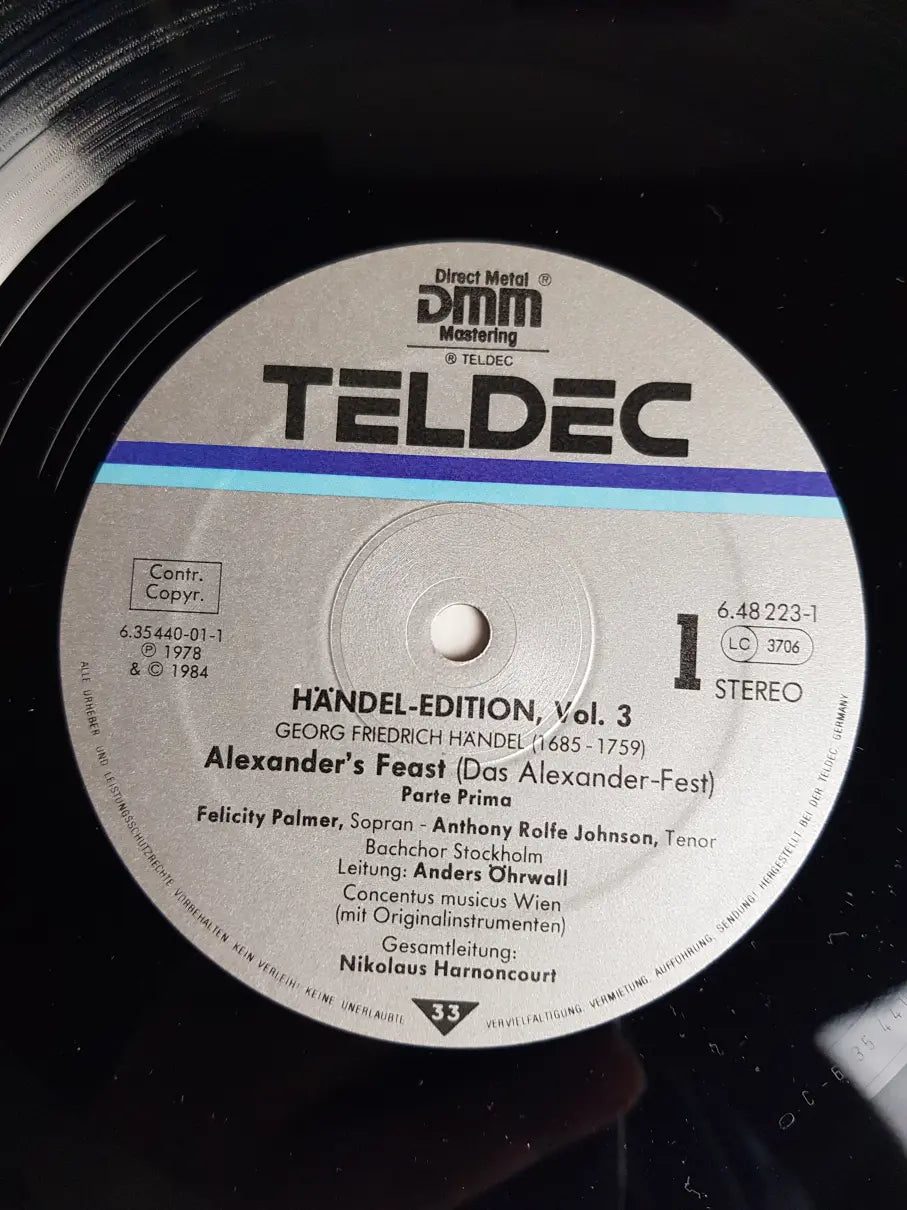 Direct Metal ®
DMM
Mastering
® TELDEC
TELDEC
Contr.
Copyr.
6.35440-01-1
℗ 1978
& © 1984
1
6.48223-1
LC 3706
STEREO
HÄNDEL-EDITION, Vol. 3
GEORG FRIEDRICH HÄNDEL (1685-1759)
Alexander's Feast (Das Alexander-Fest)
Parte Prima
Felicity Palmer, Sopran - Anthony Rolfe Johnson, Tenor
Bachchor Stockholm
Leitung: Anders Öhrwall
Concentus musicus Wien
(mit Originalinstrumenten)
Gesamtleitung:
Nikolaus Harnoncourt
33
ALLE URHEBER UND LEISTUNGSSCHUTZRECHTE VORBEHALTEN. KEIN VERLEIH! KEINE UNERLAUBTE VERVIELFÄLTIGUNG, VERMIETUNG, AUFFÜHRUNG, SENDUNG! HERGESTELLT BEI DER TELDEC, GERMANY